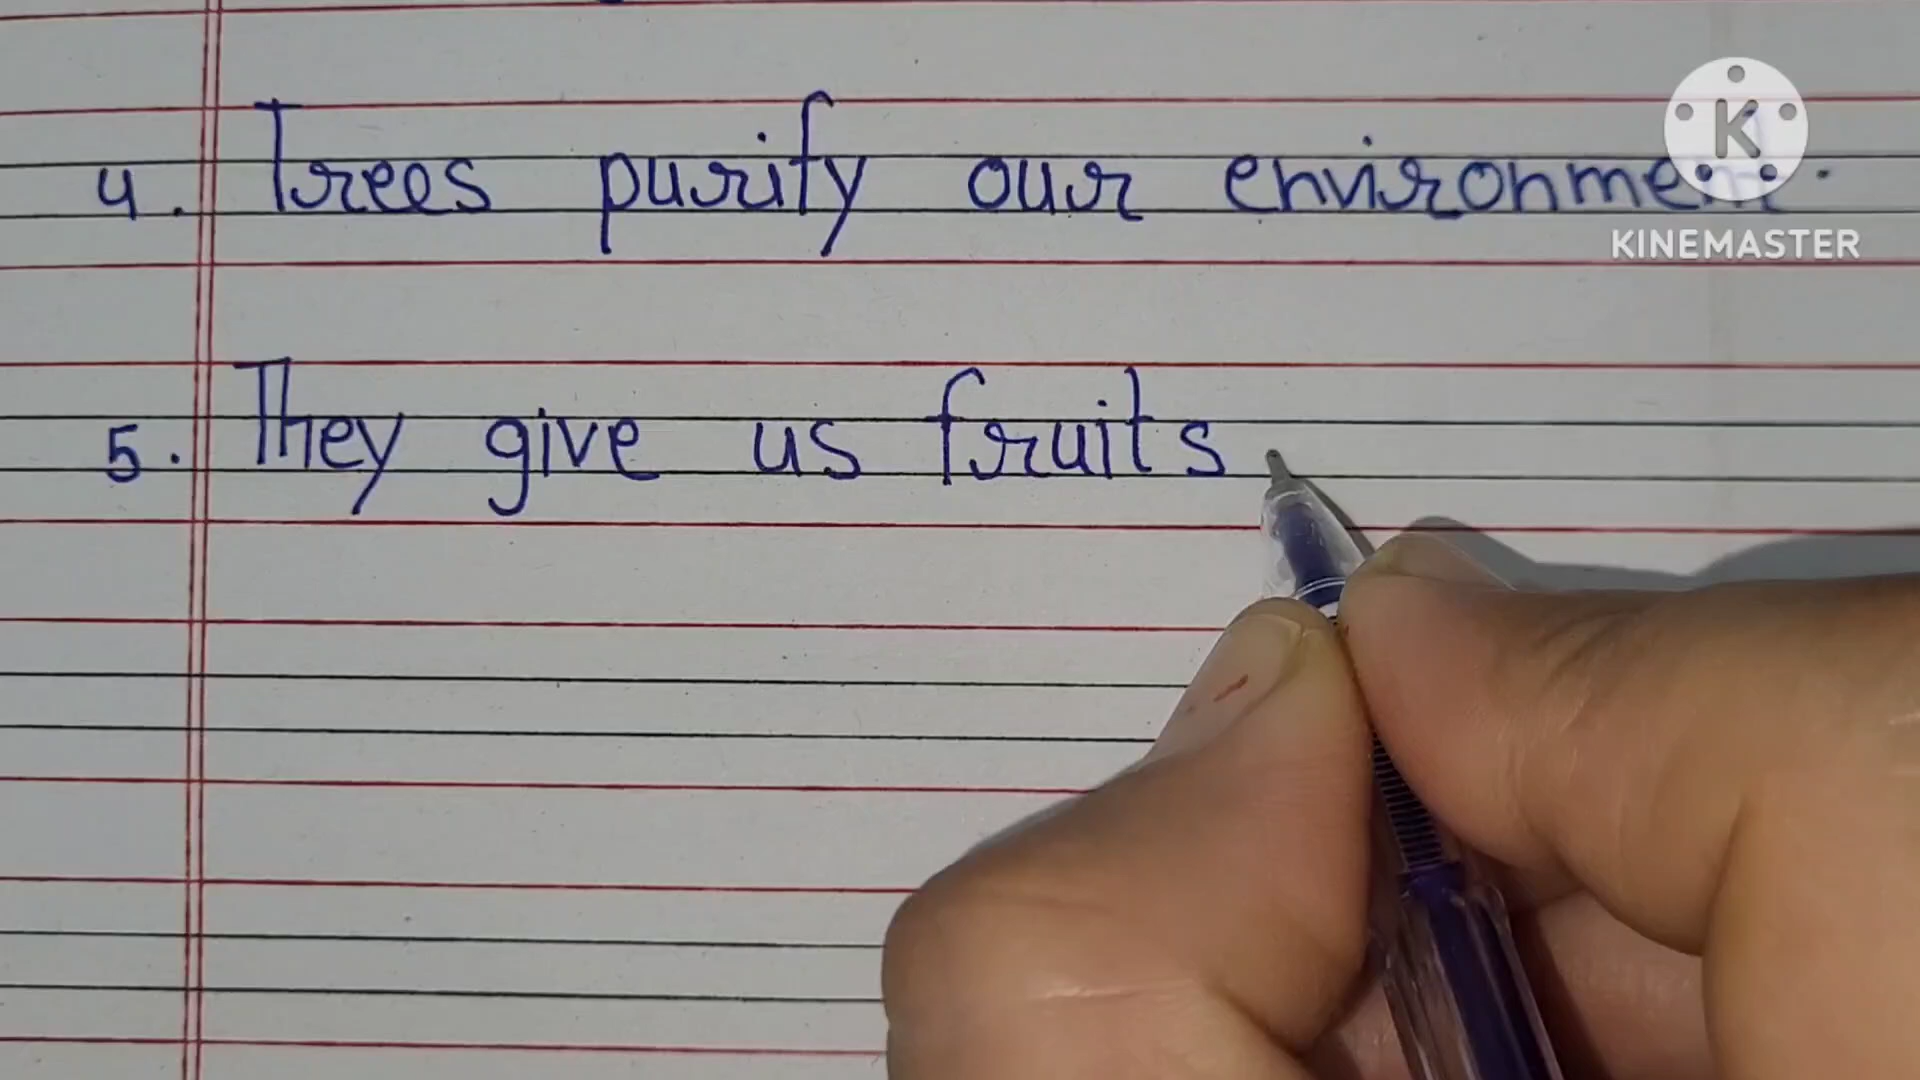 4. Trees purify our environment.
K
KINEMASTER
5. They give us fruits.